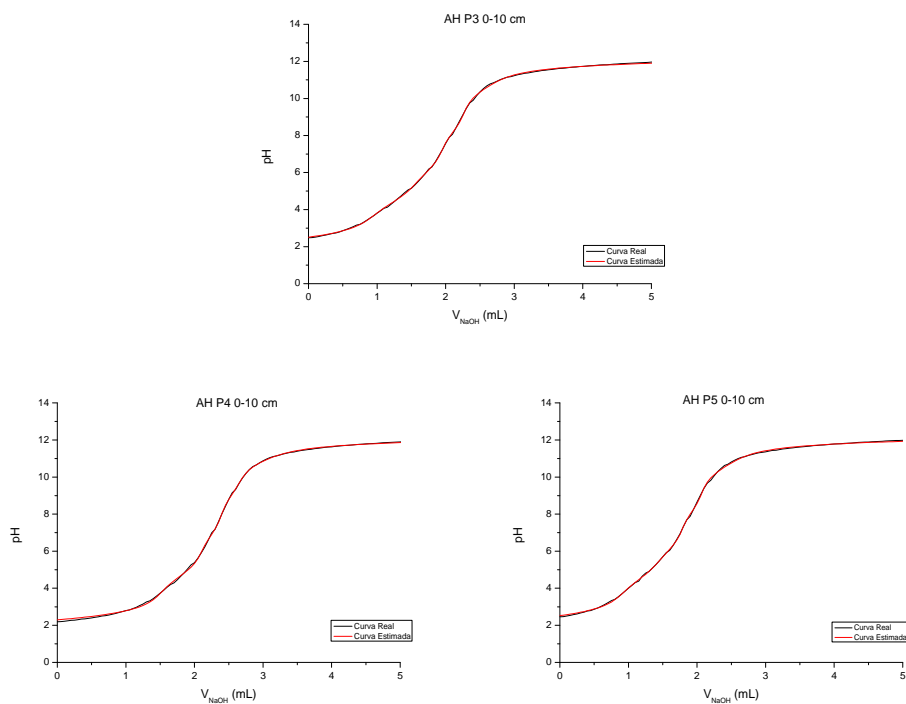 AH P3 0-10 cm
14
12
10
8
6
4
2
0
pH
Curva Real
Curva Estimada
0 1 2 3 4 5
V_NaOH (mL)
AH P4 0-10 cm
14
12
10
8
6
4
2
0
pH
Curva Real
Curva Estimada
0 1 2 3 4 5
V_NaOH (mL)
AH P5 0-10 cm
14
12
10
8
6
4
2
0
pH
Curva Real
Curva Estimada
0 1 2 3 4 5
V_NaOH (mL)